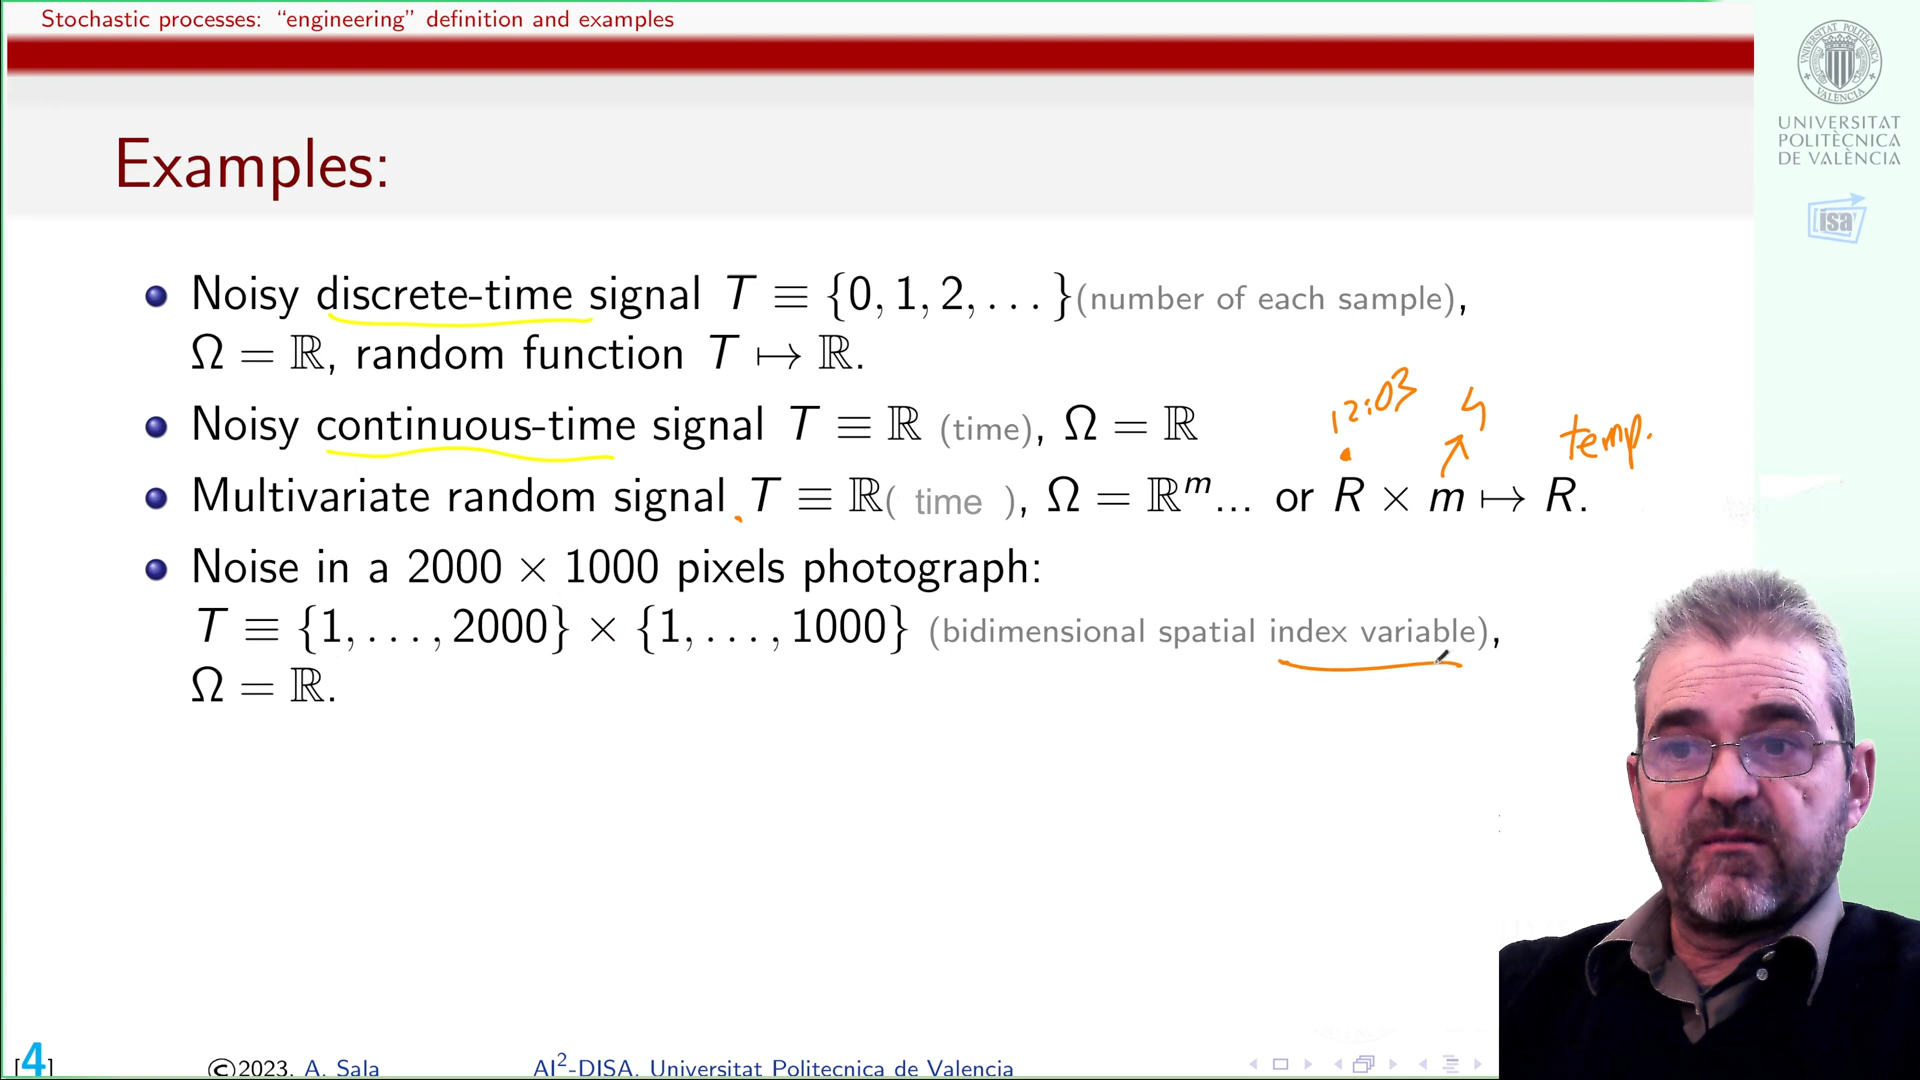 Stochastic processes: “engineering” definition and examples
UNIVERSITAT
POLITÈCNICA
DE VALÈNCIA
isa
Examples:
Noisy discrete-time signal T ≡ {0, 1, 2, . . . }(number of each sample),
Ω = ℝ, random function T ↦ ℝ.
12:03 4 temp.
Noisy continuous-time signal T ≡ ℝ (time), Ω = ℝ
Multivariate random signal T ≡ ℝ( time ), Ω = ℝᵐ... or R × m ↦ R.
Noise in a 2000 × 1000 pixels photograph:
T ≡ {1, . . . , 2000} × {1, . . . , 1000} (bidimensional spatial index variable),
Ω = ℝ.
[4] ©2023. A. Sala AI²-DISA. Universitat Politecnica de Valencia